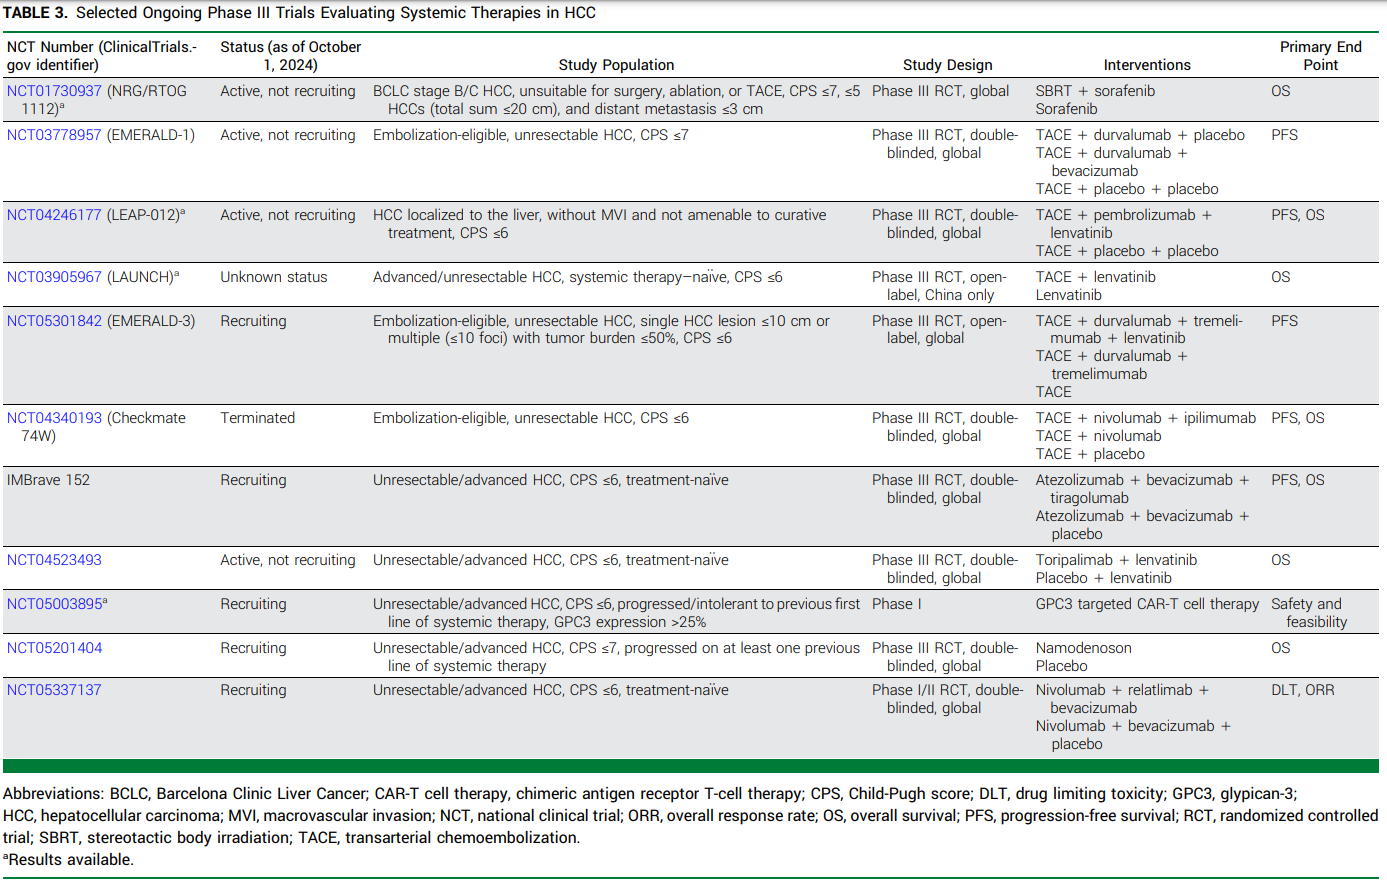 TABLE 3. Selected Ongoing Phase III Trials Evaluating Systemic Therapies in HCC
NCT Number (ClinicalTrials.-
gov identifier)
Status (as of October
1, 2024)
Study Population
Study Design
Interventions
Primary End
Point
NCT01730937 (NRG/RTOG
1112)a
Active, not recruiting
BCLC stage B/C HCC, unsuitable for surgery, ablation, or TACE, CPS ≤7, ≤5
HCCs (total sum ≤20 cm), and distant metastasis ≤3 cm
Phase III RCT, global
SBRT + sorafenib
Sorafenib
OS
NCT03778957 (EMERALD-1)
Active, not recruiting
Embolization-eligible, unresectable HCC, CPS ≤7
Phase III RCT, double-
blinded, global
TACE + durvalumab + placebo
TACE + durvalumab +
bevacizumab
TACE + placebo + placebo
PFS
NCT04246177 (LEAP-012)a
Active, not recruiting
HCC localized to the liver, without MVI and not amenable to curative
treatment, CPS ≤6
Phase III RCT, double-
blinded, global
TACE + pembrolizumab +
lenvatinib
TACE + placebo + placebo
PFS, OS
NCT03905967 (LAUNCH)a
Unknown status
Advanced/unresectable HCC, systemic therapy–naïve, CPS ≤6
Phase III RCT, open-
label, China only
TACE + lenvatinib
Lenvatinib
OS
NCT05301842 (EMERALD-3)
Recruiting
Embolization-eligible, unresectable HCC, single HCC lesion ≤10 cm or
multiple (≤10 foci) with tumor burden ≤50%, CPS ≤6
Phase III RCT, open-
label, global
TACE + durvalumab + tremeli-
mumab + lenvatinib
TACE + durvalumab +
tremelimumab
TACE
PFS
NCT04340193 (Checkmate
74W)
Terminated
Embolization-eligible, unresectable HCC, CPS ≤6
Phase III RCT, double-
blinded, global
TACE + nivolumab + ipilimumab
TACE + nivolumab
TACE + placebo
PFS, OS
IMBrave 152
Recruiting
Unresectable/advanced HCC, CPS ≤6, treatment-naïve
Phase III RCT, double-
blinded, global
Atezolizumab + bevacizumab +
tiragolumab
Atezolizumab + bevacizumab +
placebo
PFS, OS
NCT04523493
Active, not recruiting
Unresectable/advanced HCC, CPS ≤6, treatment-naïve
Phase III RCT, double-
blinded, global
Toripalimab + lenvatinib
Placebo + lenvatinib
OS
NCT05003895a
Recruiting
Unresectable/advanced HCC, CPS ≤6, progressed/intolerant to previous first
line of systemic therapy, GPC3 expression >25%
Phase I
GPC3 targeted CAR-T cell therapy
Safety and
feasibility
NCT05201404
Recruiting
Unresectable/advanced HCC, CPS ≤7, progressed on at least one previous
line of systemic therapy
Phase III RCT, double-
blinded, global
Namodenoson
Placebo
OS
NCT05337137
Recruiting
Unresectable/advanced HCC, CPS ≤6, treatment-naïve
Phase I/II RCT, double-
blinded, global
Nivolumab + relatlimab +
bevacizumab
Nivolumab + bevacizumab +
placebo
DLT, ORR
Abbreviations: BCLC, Barcelona Clinic Liver Cancer; CAR-T cell therapy, chimeric antigen receptor T-cell therapy; CPS, Child-Pugh score; DLT, drug limiting toxicity; GPC3, glypican-3;
HCC, hepatocellular carcinoma; MVI, macrovascular invasion; NCT, national clinical trial; ORR, overall response rate; OS, overall survival; PFS, progression-free survival; RCT, randomized controlled
trial; SBRT, stereotactic body irradiation; TACE, transarterial chemoembolization.
aResults available.